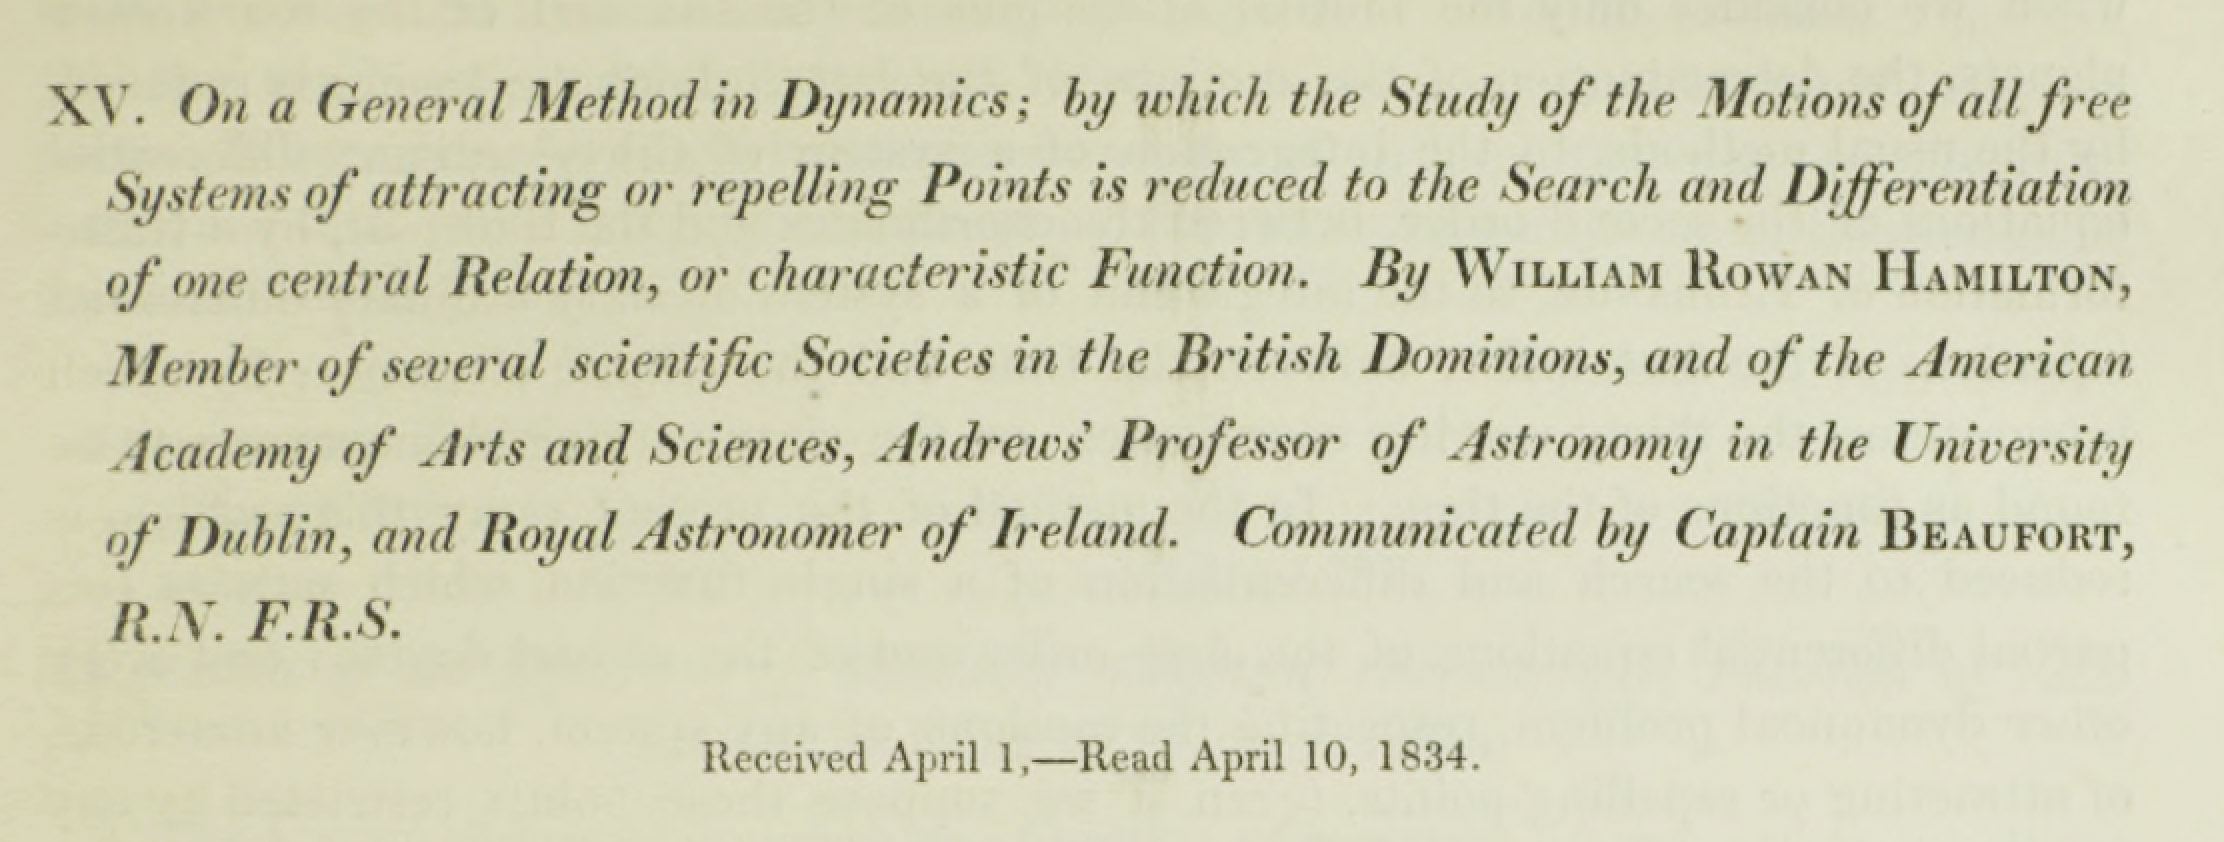 XV. On a General Method in Dynamics; by which the Study of the Motions of all free
Systems of attracting or repelling Points is reduced to the Search and Differentiation
of one central Relation, or characteristic Function. By WILLIAM ROWAN HAMILTON,
Member of several scientific Societies in the British Dominions, and of the American
Academy of Arts and Sciences, Andrews' Professor of Astronomy in the University
of Dublin, and Royal Astronomer of Ireland. Communicated by Captain BEAUFORT,
R.N. F.R.S.
Received April 1,—Read April 10, 1834.